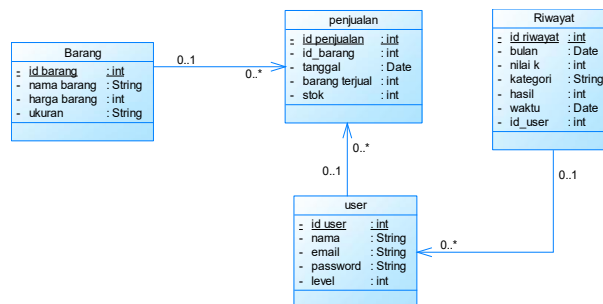 Barang
- id barang : int
- nama barang : String
- harga barang : int
- ukuran : String
0..1
0..*
penjualan
- id penjualan : int
- id_barang : int
- tanggal : Date
- barang terjual : int
- stok : int
Riwayat
- id riwayat : int
- bulan : Date
- nilai k : int
- kategori : String
- hasil : int
- waktu : Date
- id_user : int
0..*
0..1
0..1
0..*
user
- id user : int
- nama : String
- email : String
- password : String
- level : int